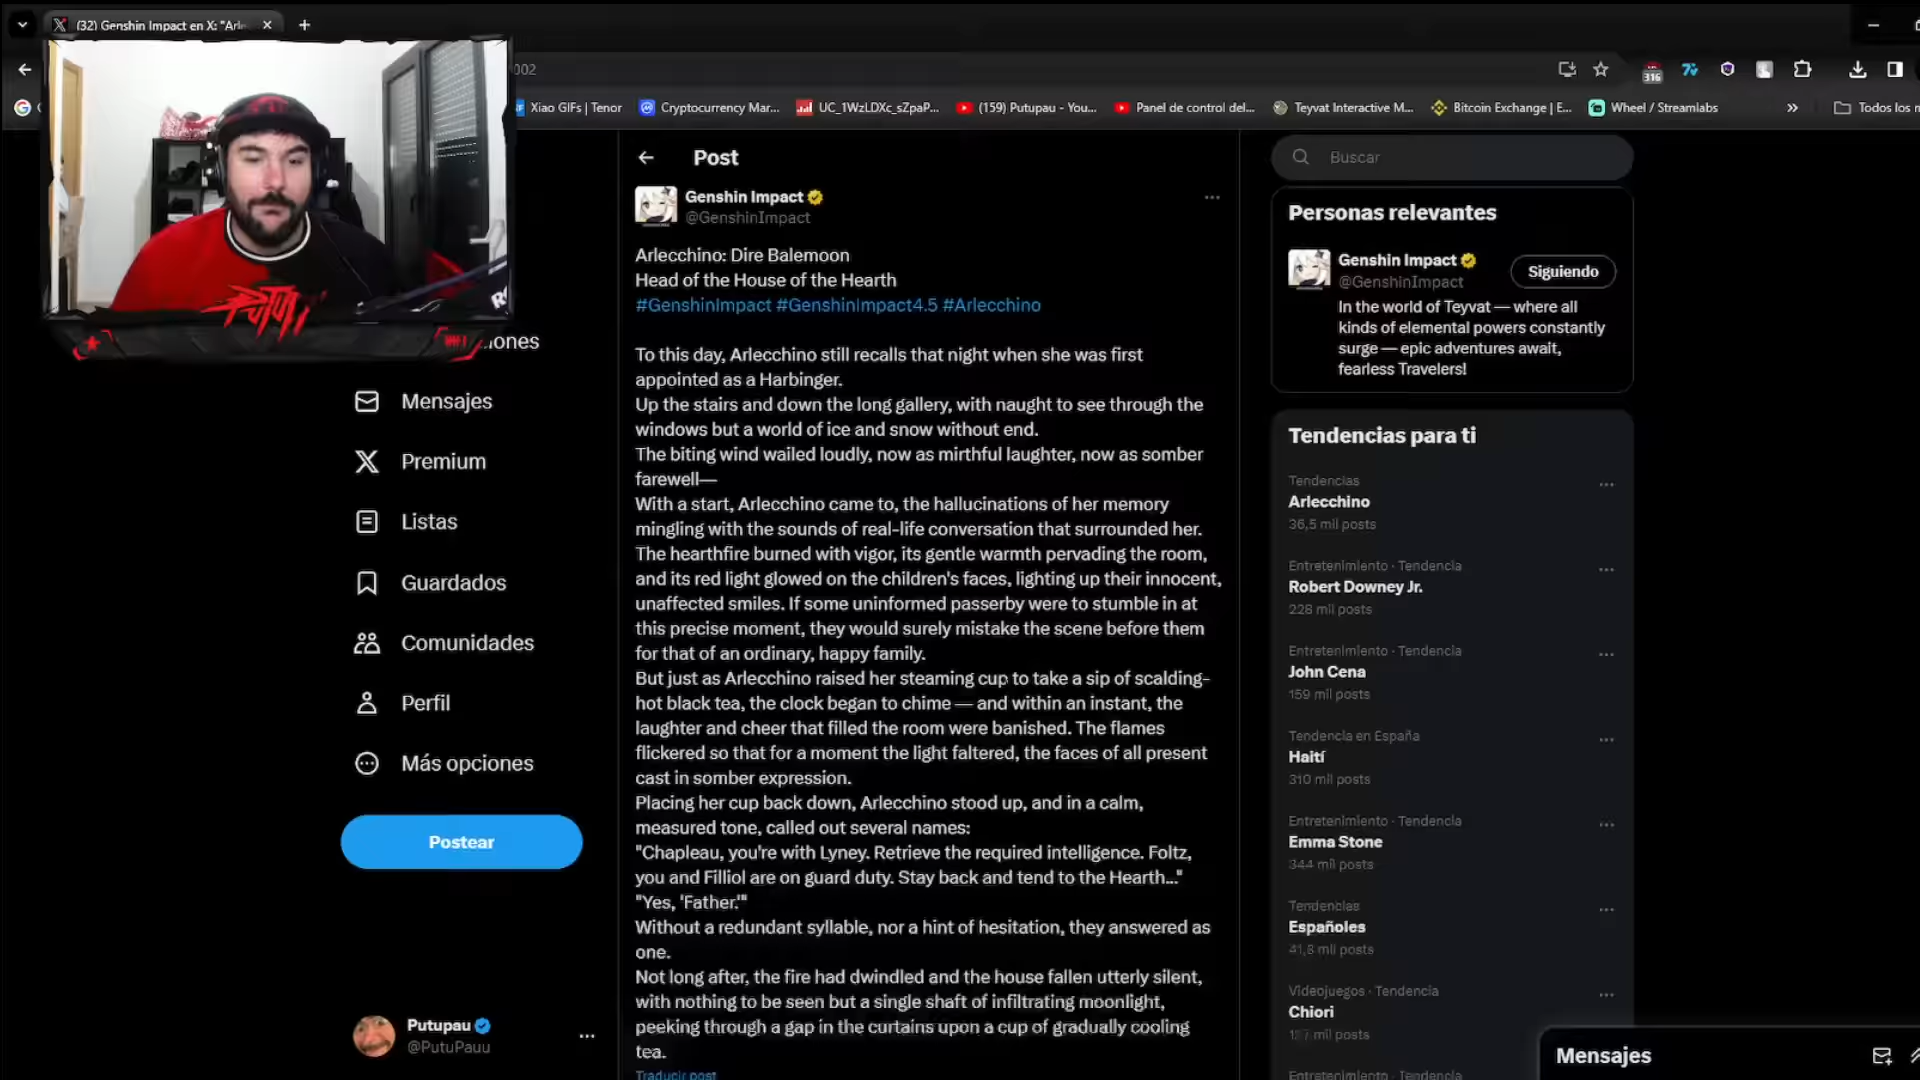 (32) Genshin Impact en X: "Arle
002
316
Xiao GIFs | Tenor
Cryptocurrency Mar...
UC_1WzLDXc_sZpaP...
(159) Putupau - You...
Panel de control del...
Teyvat Interactive M...
Bitcoin Exchange | E...
Wheel / Streamlabs
»
Todos los m
PUTU
Mensajes
Premium
Listas
Guardados
Comunidades
Perfil
Más opciones
Postear
Putupau
@PutuPauu
Post
Genshin Impact
@GenshinImpact
Arlecchino: Dire Balemoon
Head of the House of the Hearth
#GenshinImpact #GenshinImpact4.5 #Arlecchino
To this day, Arlecchino still recalls that night when she was first
appointed as a Harbinger.
Up the stairs and down the long gallery, with naught to see through the
windows but a world of ice and snow without end.
The biting wind wailed loudly, now as mirthful laughter, now as somber
farewell—
With a start, Arlecchino came to, the hallucinations of her memory
mingling with the sounds of real-life conversation that surrounded her.
The hearthfire burned with vigor, its gentle warmth pervading the room,
and its red light glowed on the children's faces, lighting up their innocent,
unaffected smiles. If some uninformed passerby were to stumble in at
this precise moment, they would surely mistake the scene before them
for that of an ordinary, happy family.
But just as Arlecchino raised her steaming cup to take a sip of scalding-
hot black tea, the clock began to chime — and within an instant, the
laughter and cheer that filled the room were banished. The flames
flickered so that for a moment the light faltered, the faces of all present
cast in somber expression.
Placing her cup back down, Arlecchino stood up, and in a calm,
measured tone, called out several names:
"Chapleau, you're with Lyney. Retrieve the required intelligence. Foltz,
you and Filliol are on guard duty. Stay back and tend to the Hearth..."
"Yes, 'Father.'"
Without a redundant syllable, nor a hint of hesitation, they answered as
one.
Not long after, the fire had dwindled and the house fallen utterly silent,
with nothing to be seen but a single shaft of infiltrating moonlight,
peeking through a gap in the curtains upon a cup of gradually cooling
tea.
Traducir post
Buscar
Personas relevantes
Genshin Impact
@GenshinImpact
Siguiendo
In the world of Teyvat — where all
kinds of elemental powers constantly
surge — epic adventures await,
fearless Travelers!
Tendencias para ti
Tendencias
Arlecchino
36,5 mil posts
Entretenimiento · Tendencia
Robert Downey Jr.
228 mil posts
Entretenimiento · Tendencia
John Cena
159 mil posts
Tendencia en España
Haití
310 mil posts
Entretenimiento · Tendencia
Emma Stone
344 mil posts
Tendencias
Españoles
41,8 mil posts
Videojuegos · Tendencia
Chiori
mil posts
Entretenimiento · Tendencia
Mensajes